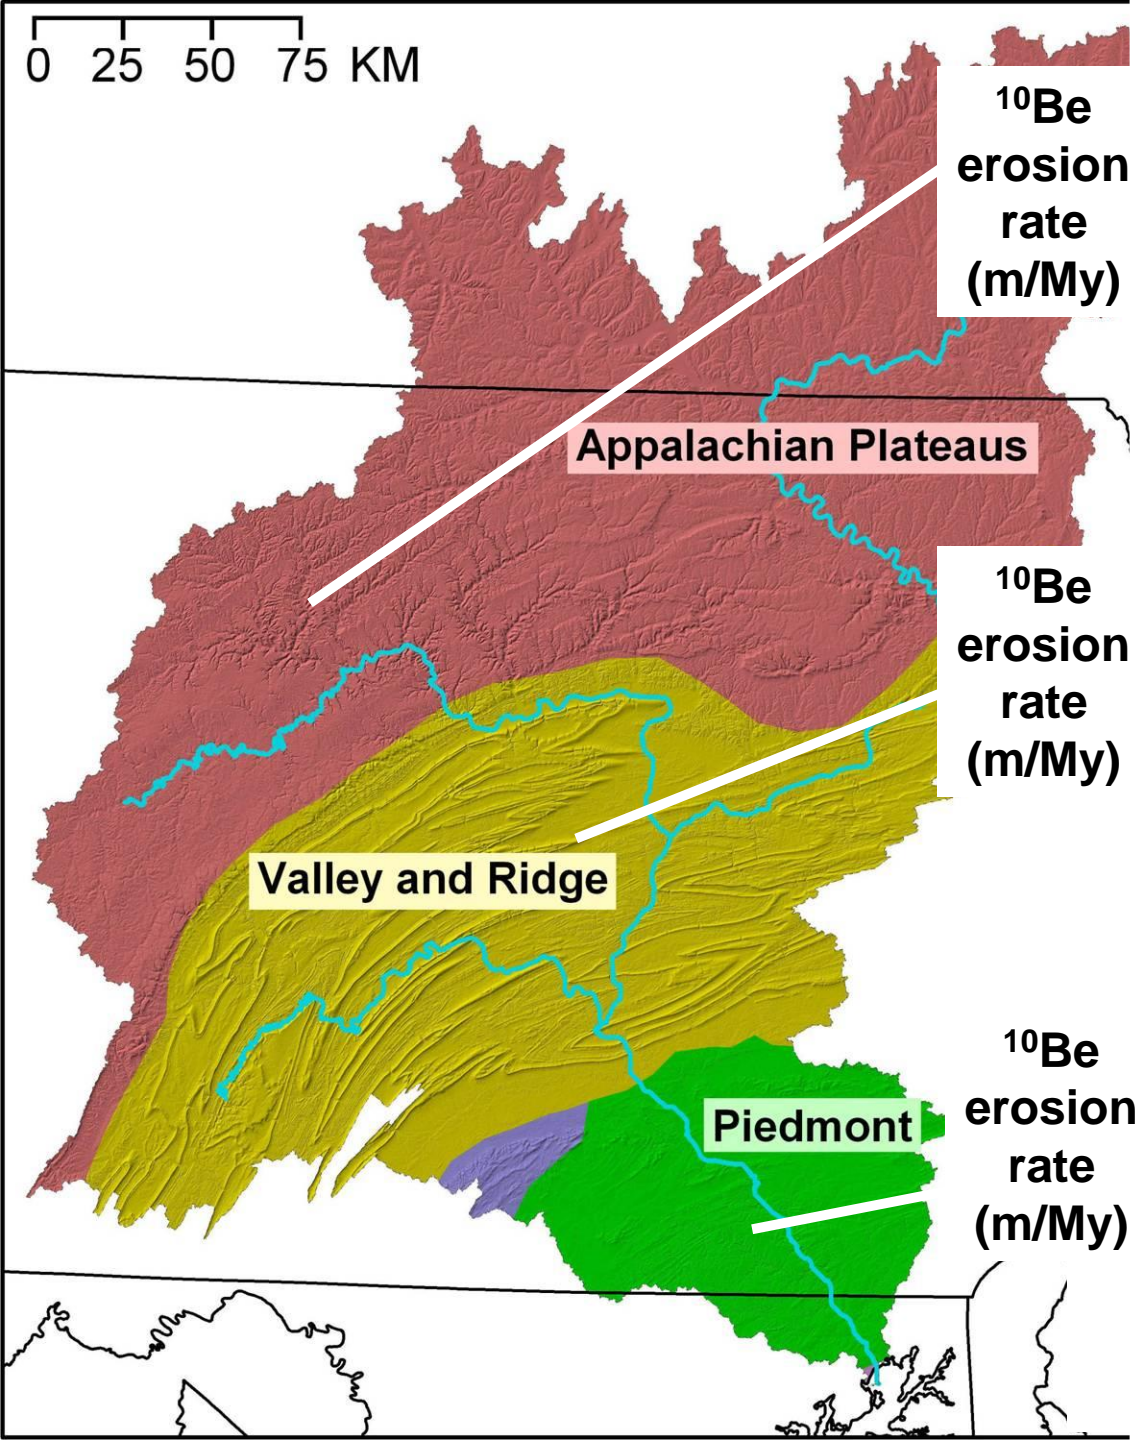 0 25 50 75 KM
¹⁰Be
erosion
rate
(m/My)
Appalachian Plateaus
¹⁰Be
erosion
rate
(m/My)
Valley and Ridge
¹⁰Be
erosion
rate
(m/My)
Piedmont